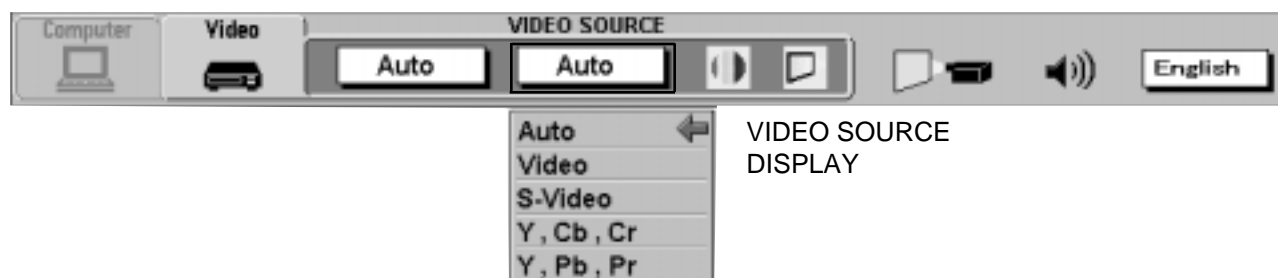 Computer
Video
VIDEO SOURCE
Auto
Auto
English
Auto
Video
S-Video
Y , Cb , Cr
Y , Pb , Pr
VIDEO SOURCE
DISPLAY